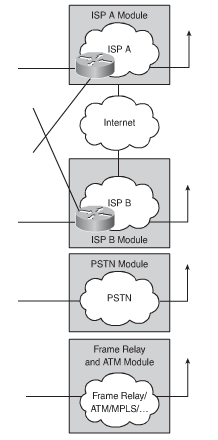 ISP A Module
ISP A
Internet
ISP B
ISP B Module
PSTN Module
PSTN
Frame Relay
and ATM Module
Frame Relay/
ATM/MPLS/...